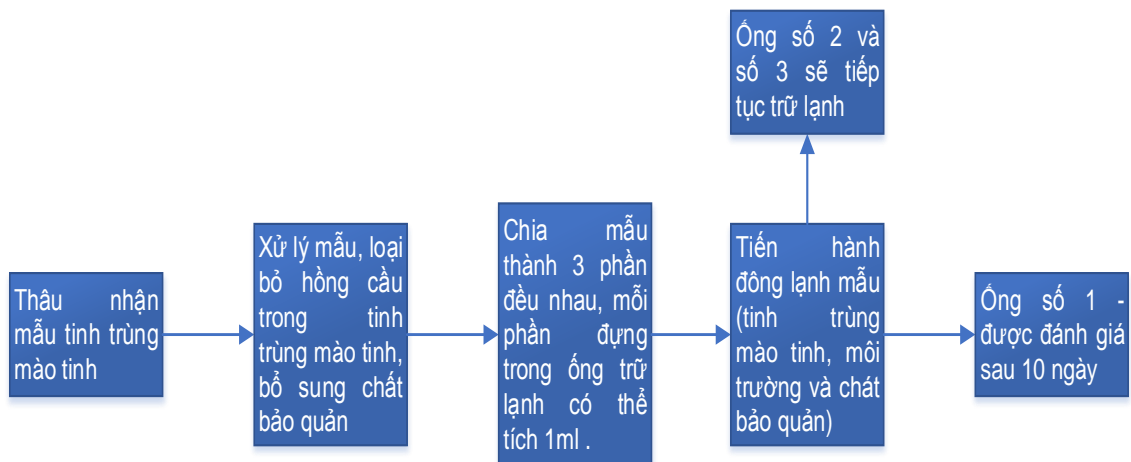 Thâu nhận
mẫu tinh trùng
mào tinh
Xử lý mẫu, loại
bỏ hồng cầu
trong tinh
trùng mào tinh,
bổ sung chất
bảo quản
Chia mẫu
thành 3 phần
đều nhau, mỗi
phần đựng
trong ống trữ
lạnh có thể
tích 1ml .
Tiến hành
đông lạnh mẫu
(tinh trùng
mào tinh, môi
trường và chát
bảo quản)
Ống số 2 và
số 3 sẽ tiếp
tục trữ lạnh
Ống số 1 -
được đánh giá
sau 10 ngày